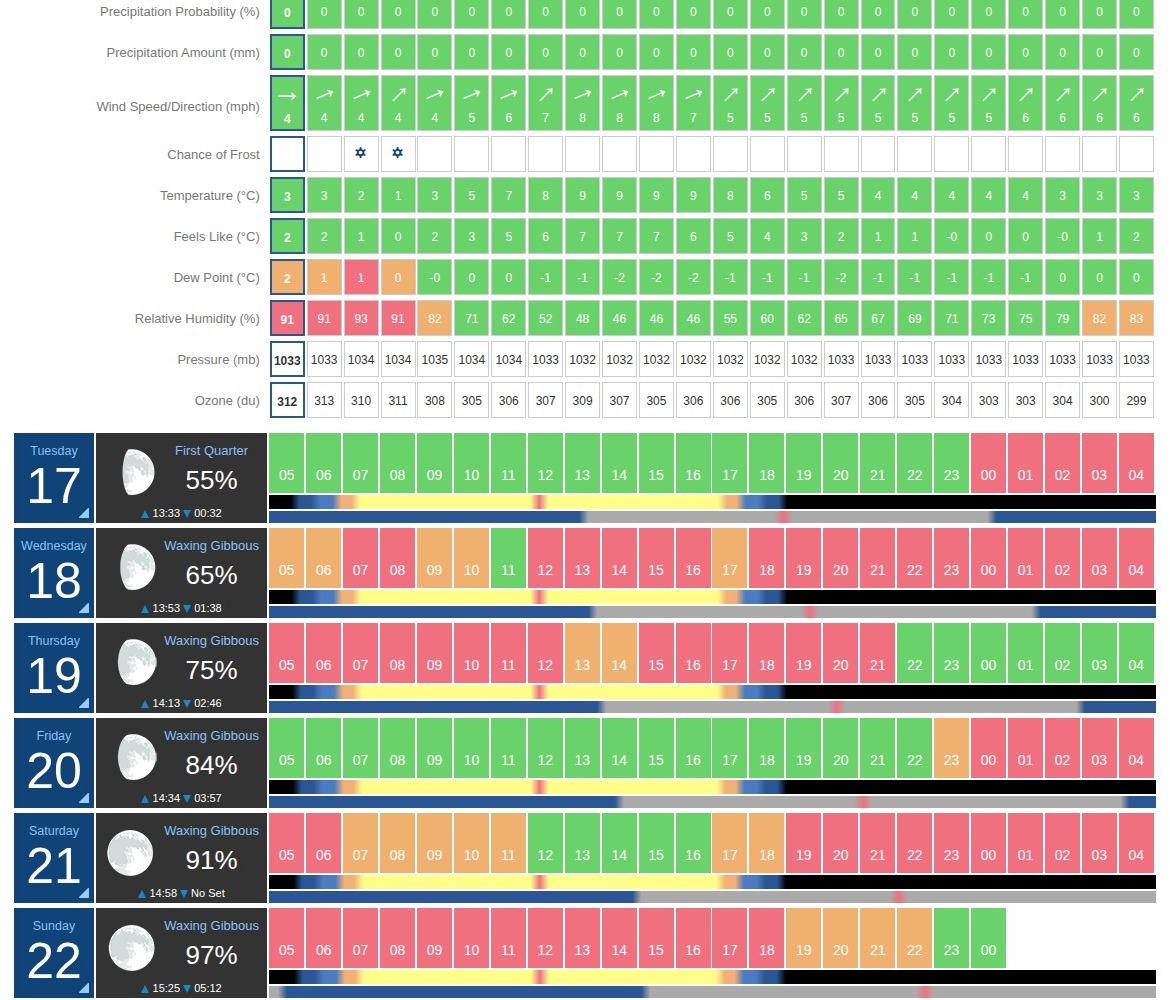 Precipitation Probability (%) 0 0 0 0 0 0 0 0 0 0 0 0 0 0 0 0 0 0 0 0 0 0 0 0
Precipitation Amount (mm) 0 0 0 0 0 0 0 0 0 0 0 0 0 0 0 0 0 0 0 0 0 0 0 0
Wind Speed/Direction (mph) 4 4 4 4 4 5 6 7 8 8 8 7 5 5 5 5 5 5 5 5 6 6 6 6
Chance of Frost
Temperature (°C) 3 3 2 1 3 5 7 8 9 9 9 9 8 6 5 5 4 4 4 4 4 3 3 3
Feels Like (°C) 2 2 1 0 2 3 5 6 7 7 7 6 5 4 3 2 1 1 -0 0 0 -0 1 2
Dew Point (°C) 2 1 1 0 -0 0 0 -1 -1 -2 -2 -2 -1 -1 -1 -2 -1 -1 -1 -1 -1 0 0 0
Relative Humidity (%) 91 91 93 91 82 71 62 52 48 46 46 46 55 60 62 65 67 69 71 73 75 79 82 83
Pressure (mb) 1033 1033 1034 1034 1035 1034 1034 1033 1032 1032 1032 1032 1032 1032 1032 1033 1033 1033 1033 1033 1033 1033 1033 1033
Ozone (du) 312 313 310 311 308 305 306 307 309 307 305 306 306 305 306 307 306 305 304 303 303 304 300 299
Tuesday First Quarter
17 55% 05 06 07 08 09 10 11 12 13 14 15 16 17 18 19 20 21 22 23 00 01 02 03 04
▲ 13:33 ▼ 00:32
Wednesday Waxing Gibbous
18 65% 05 06 07 08 09 10 11 12 13 14 15 16 17 18 19 20 21 22 23 00 01 02 03 04
▲ 13:53 ▼ 01:38
Thursday Waxing Gibbous
19 75% 05 06 07 08 09 10 11 12 13 14 15 16 17 18 19 20 21 22 23 00 01 02 03 04
▲ 14:13 ▼ 02:46
Friday Waxing Gibbous
20 84% 05 06 07 08 09 10 11 12 13 14 15 16 17 18 19 20 21 22 23 00 01 02 03 04
▲ 14:34 ▼ 03:57
Saturday Waxing Gibbous
21 91% 05 06 07 08 09 10 11 12 13 14 15 16 17 18 19 20 21 22 23 00 01 02 03 04
▲ 14:58 ▼ No Set
Sunday Waxing Gibbous
22 97% 05 06 07 08 09 10 11 12 13 14 15 16 17 18 19 20 21 22 23 00
▲ 15:25 ▼ 05:12